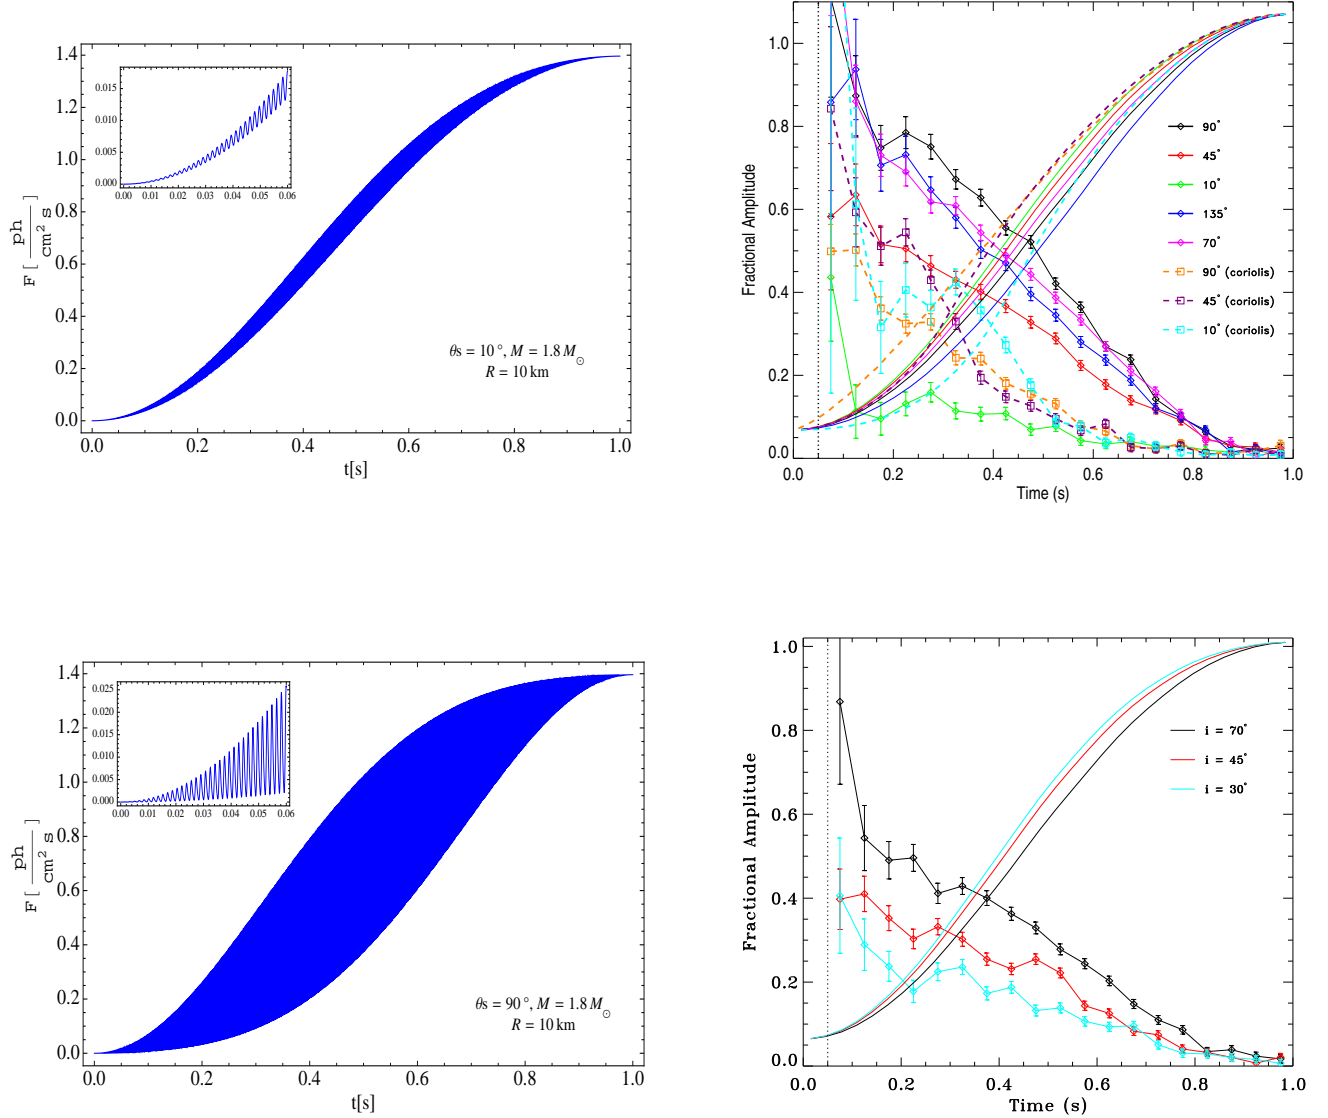 1.4
1.2
1.0
0.8
0.6
0.4
0.2
0.0
F [ ph / cm² s ]
0.015
0.010
0.005
0.000
0.00 0.01 0.02 0.03 0.04 0.05 0.06
θs = 10°, M = 1.8 M⊙
R = 10 km
0.0 0.2 0.4 0.6 0.8 1.0
t[s]
1.0
0.8
0.6
0.4
0.2
0.0
Fractional Amplitude
90°
45°
10°
135°
70°
90° (coriolis)
45° (coriolis)
10° (coriolis)
0.0 0.2 0.4 0.6 0.8 1.0
Time (s)
1.4
1.2
1.0
0.8
0.6
0.4
0.2
0.0
F [ ph / cm² s ]
0.025
0.020
0.015
0.010
0.005
0.000
0.00 0.01 0.02 0.03 0.04 0.05 0.06
θs = 90°, M = 1.8 M⊙
R = 10 km
0.0 0.2 0.4 0.6 0.8 1.0
t[s]
1.0
0.8
0.6
0.4
0.2
0.0
Fractional Amplitude
i = 70°
i = 45°
i = 30°
0.0 0.2 0.4 0.6 0.8 1.0
Time (s)